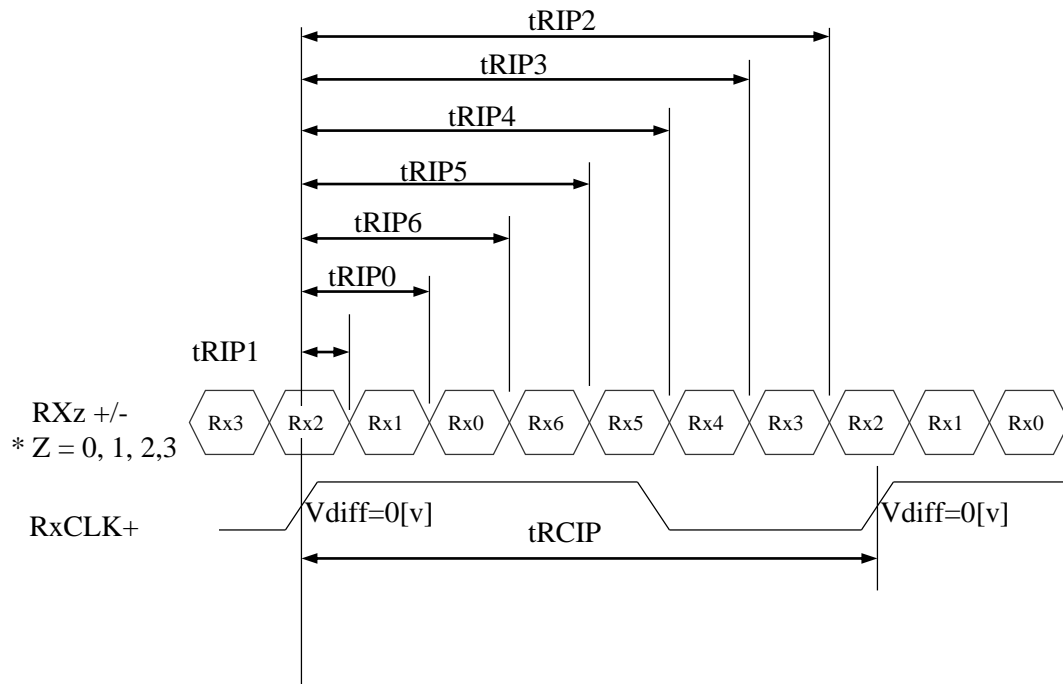 tRIP2
tRIP3
tRIP4
tRIP5
tRIP6
tRIP0
tRIP1
RXz +/-
* Z = 0, 1, 2,3
Rx3 Rx2 Rx1 Rx0 Rx6 Rx5 Rx4 Rx3 Rx2 Rx1 Rx0
RxCLK+
Vdiff=0[v] Vdiff=0[v]
tRCIP